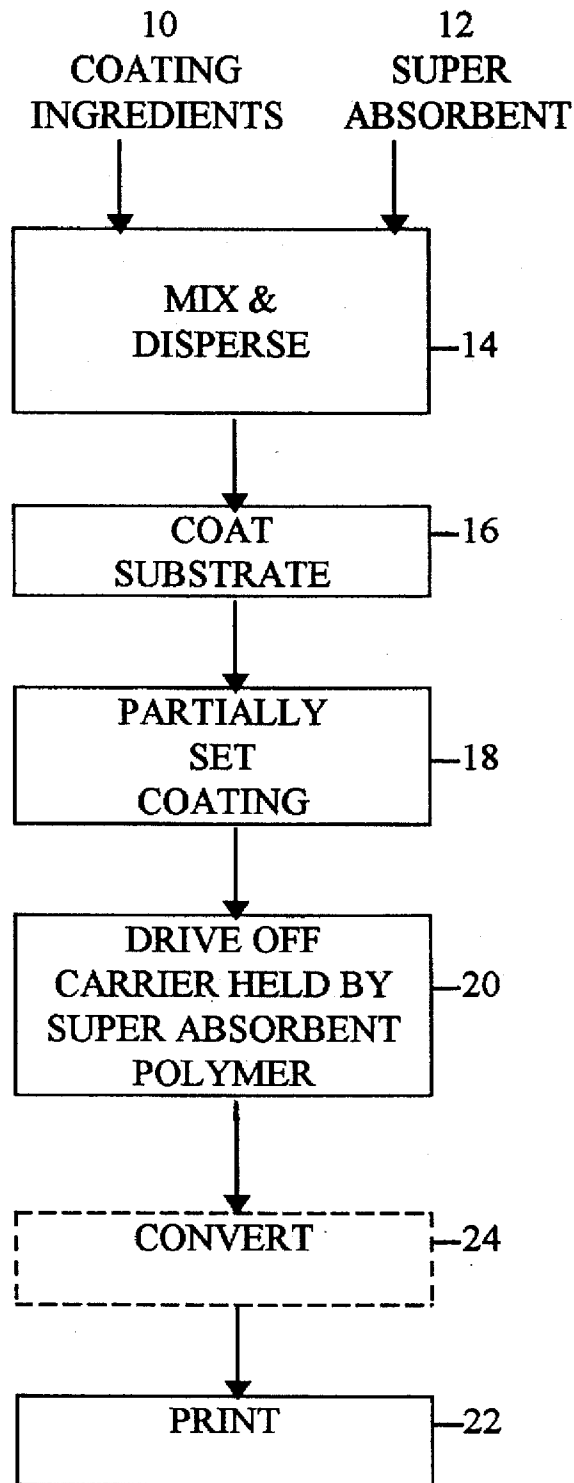 10
COATING
INGREDIENTS
12
SUPER
ABSORBENT
MIX &
DISPERSE
14
COAT
SUBSTRATE
16
PARTIALLY
SET
COATING
18
DRIVE OFF
CARRIER HELD BY
SUPER ABSORBENT
POLYMER
20
CONVERT
24
PRINT
22